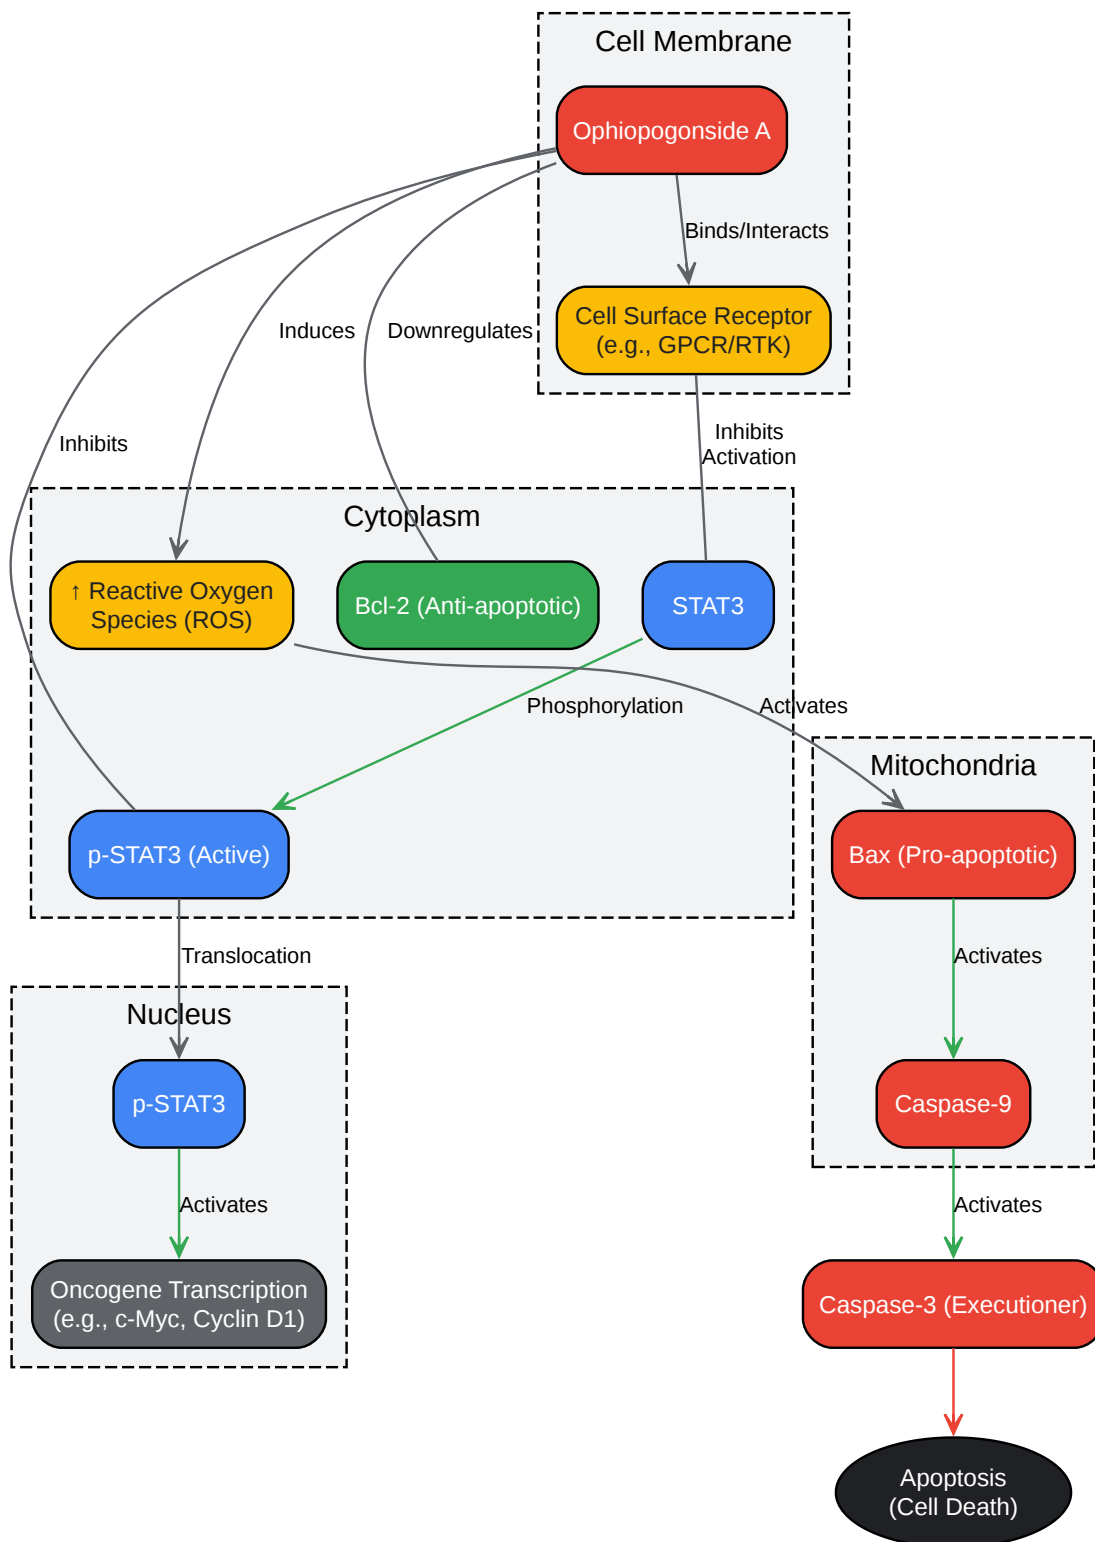 Cell Membrane
Ophiopogonside A
Binds/Interacts
Cell Surface Receptor
(e.g., GPCR/RTK)
Induces
Downregulates
Inhibits
Inhibits
Activation
Cytoplasm
↑ Reactive Oxygen
Species (ROS)
Bcl-2 (Anti-apoptotic)
STAT3
Phosphorylation
Activates
Mitochondria
p-STAT3 (Active)
Bax (Pro-apoptotic)
Translocation
Activates
Nucleus
p-STAT3
Caspase-9
Activates
Activates
Oncogene Transcription
(e.g., c-Myc, Cyclin D1)
Caspase-3 (Executioner)
Apoptosis
(Cell Death)